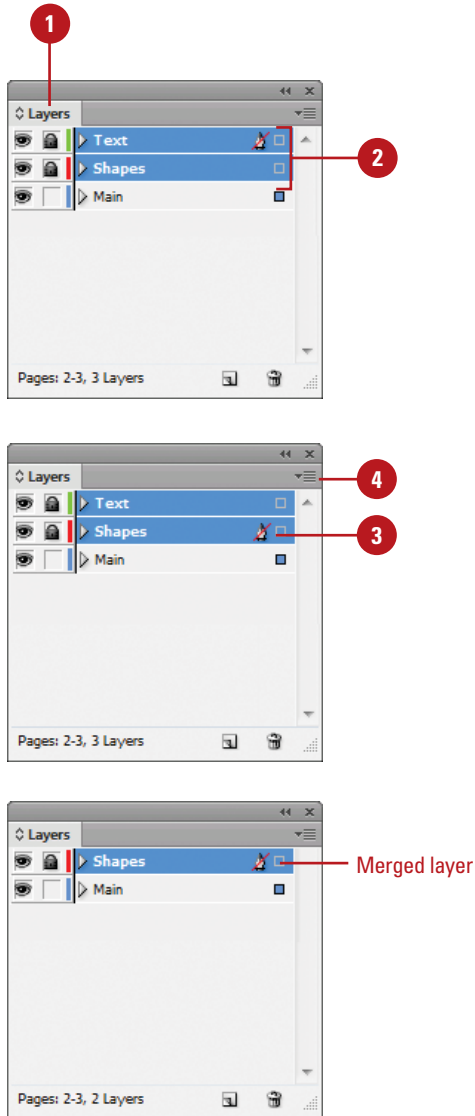 1
Layers
Text
2
Shapes
Main
Pages: 2-3, 3 Layers
Layers
4
Text
Shapes
3
Main
Pages: 2-3, 3 Layers
Layers
Shapes
Merged layer
Main
Pages: 2-3, 2 Layers